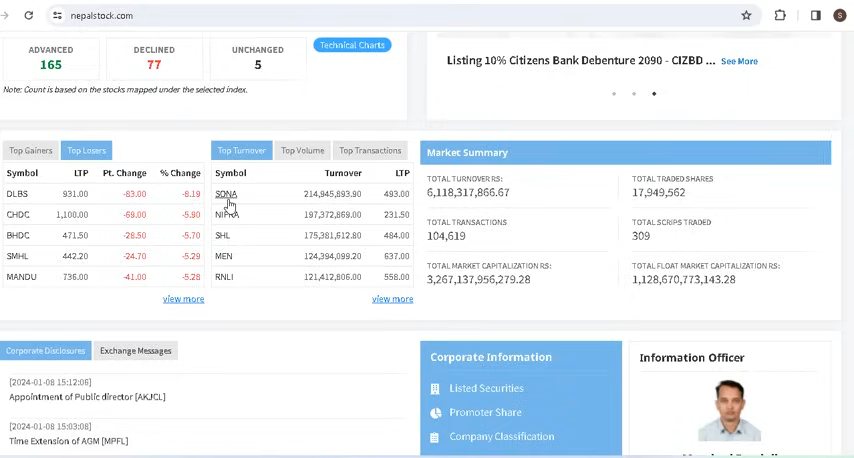 nepalstock.com
S
ADVANCED
165
DECLINED
77
UNCHANGED
5
Technical Charts
Note: Count is based on the stocks mapped under the selected index.
Listing 10% Citizens Bank Debenture 2090 - CIZBD ... See More
Top Gainers Top Losers
Symbol LTP Pt. Change % Change
DLBS 931.00 -83.00 -8.19
CHDC 1,100.00 -69.00 -5.90
BHDC 471.50 -28.50 -5.70
SMHL 442.20 -24.70 -5.29
MANDU 736.00 -41.00 -5.28
view more
Top Turnover Top Volume Top Transactions
Symbol Turnover LTP
SONA 214,945,893.90 493.00
NIFRA 197,372,869.00 231.50
SHL 175,381,612.80 484.00
MEN 124,394,099.20 637.00
RNLI 121,412,806.00 558.00
view more
Market Summary
TOTAL TURNOVER RS:
6,118,317,866.67
TOTAL TRADED SHARES
17,949,562
TOTAL TRANSACTIONS
104,619
TOTAL SCRIPS TRADED
309
TOTAL MARKET CAPITALIZATION RS:
3,267,137,956,279.28
TOTAL FLOAT MARKET CAPITALIZATION RS:
1,128,670,773,143.28
Corporate Disclosures Exchange Messages
[2024-01-08 15:12:06]
Appointment of Public director [AKJCL]
[2024-01-08 15:03:08]
Time Extension of AGM [MPFL]
Corporate Information
Listed Securities
Promoter Share
Company Classification
Information Officer